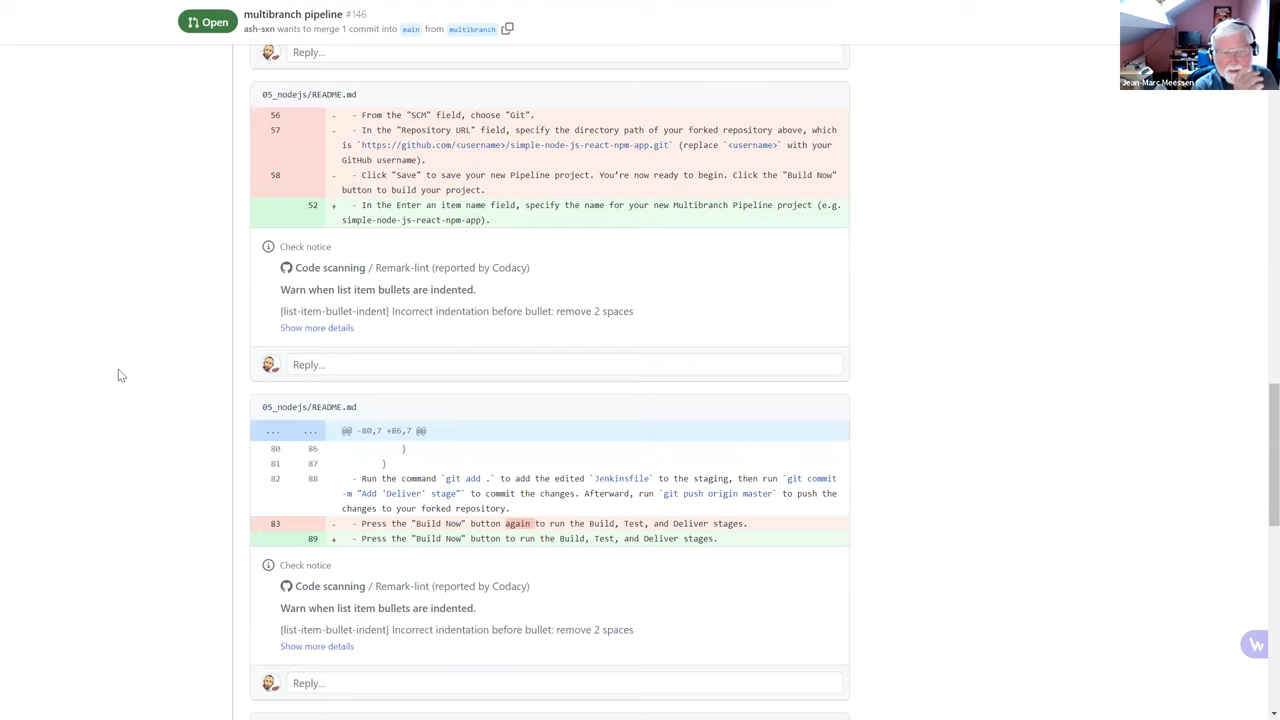 Open
multibranch pipeline #146
ash-sxn wants to merge 1 commit into main from multibranch
Jean-Marc Meessen
Reply...
05_nodejs/README.md
56 - - From the "SCM" field, choose "Git".
57 - - In the "Repository URL" field, specify the directory path of your forked repository above, which
is `https://github.com/<username>/simple-node-js-react-npm-app.git` (replace `<username>` with your
GitHub username).
58 - - Click "Save" to save your new Pipeline project. You’re now ready to begin. Click the "Build Now"
button to build your project.
52 + - In the Enter an item name field, specify the name for your new Multibranch Pipeline project (e.g.
simple-node-js-react-npm-app).
Check notice
Code scanning / Remark-lint (reported by Codacy)
Warn when list item bullets are indented.
[list-item-bullet-indent] Incorrect indentation before bullet: remove 2 spaces
Show more details
Reply...
05_nodejs/README.md
... ... @@ -80,7 +86,7 @@
80 86 }
81 87 }
82 88 - Run the command `git add .` to add the edited `Jenkinsfile` to the staging, then run `git commit
-m "Add 'Deliver' stage"` to commit the changes. Afterward, run `git push origin master` to push the
changes to your forked repository.
83 - - Press the "Build Now" button again to run the Build, Test, and Deliver stages.
89 + - Press the "Build Now" button to run the Build, Test, and Deliver stages.
Check notice
Code scanning / Remark-lint (reported by Codacy)
Warn when list item bullets are indented.
[list-item-bullet-indent] Incorrect indentation before bullet: remove 2 spaces
Show more details
Reply...